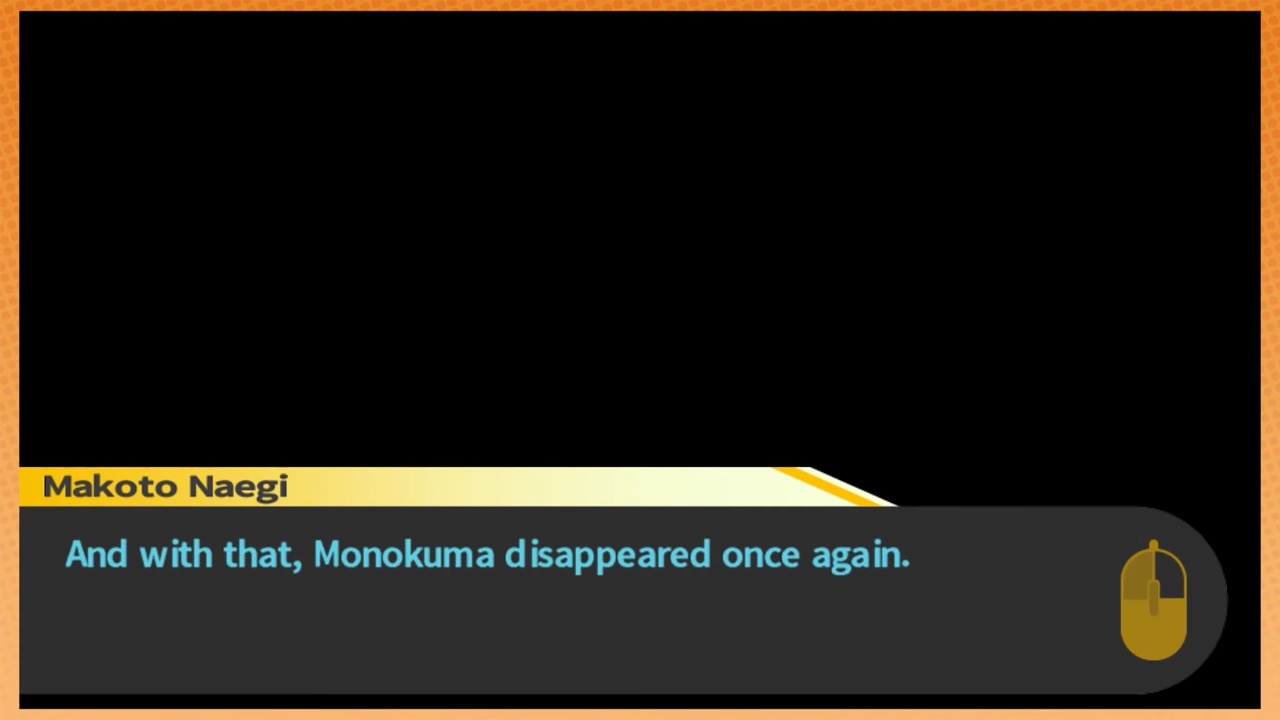 Makoto Naegi
And with that, Monokuma disappeared once again.